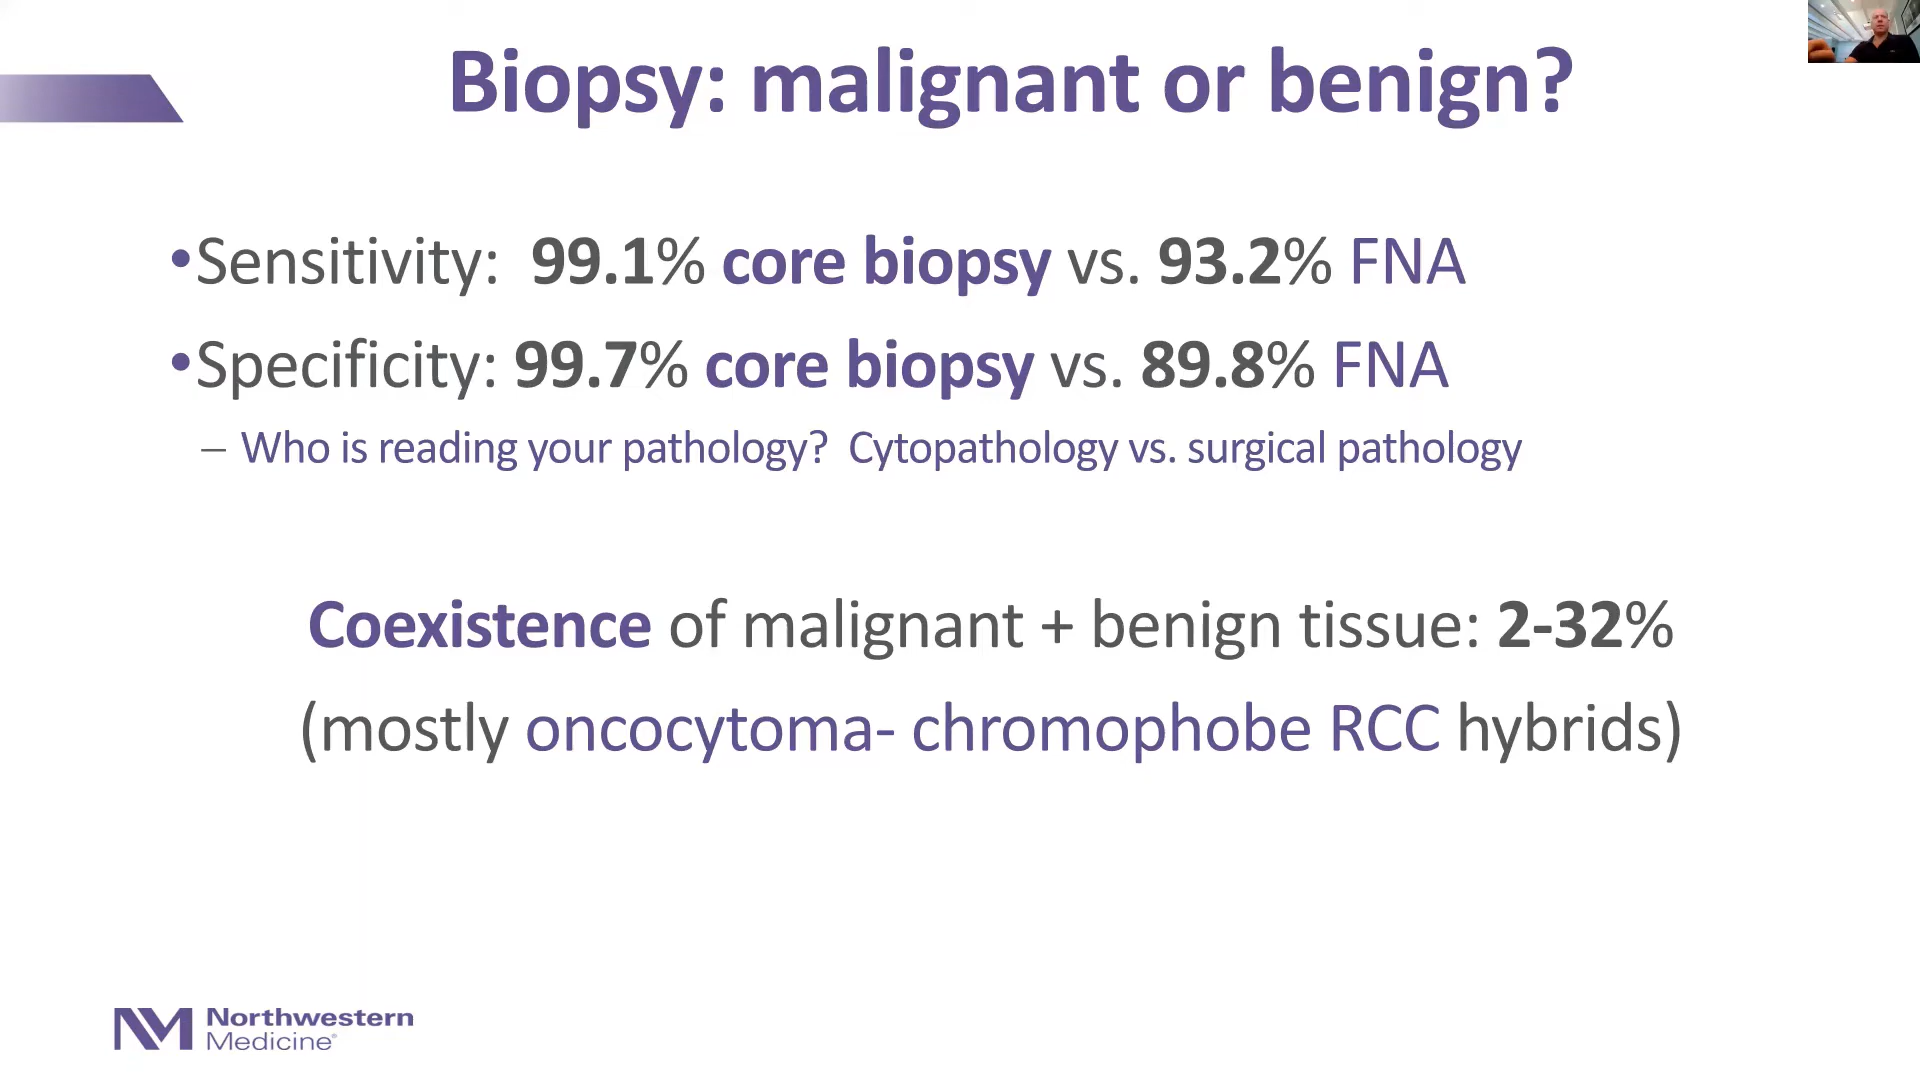 Biopsy: malignant or benign?
•Sensitivity: 99.1% core biopsy vs. 93.2% FNA
•Specificity: 99.7% core biopsy vs. 89.8% FNA
– Who is reading your pathology? Cytopathology vs. surgical pathology
Coexistence of malignant + benign tissue: 2-32%
(mostly oncocytoma- chromophobe RCC hybrids)
NM Northwestern
Medicine®